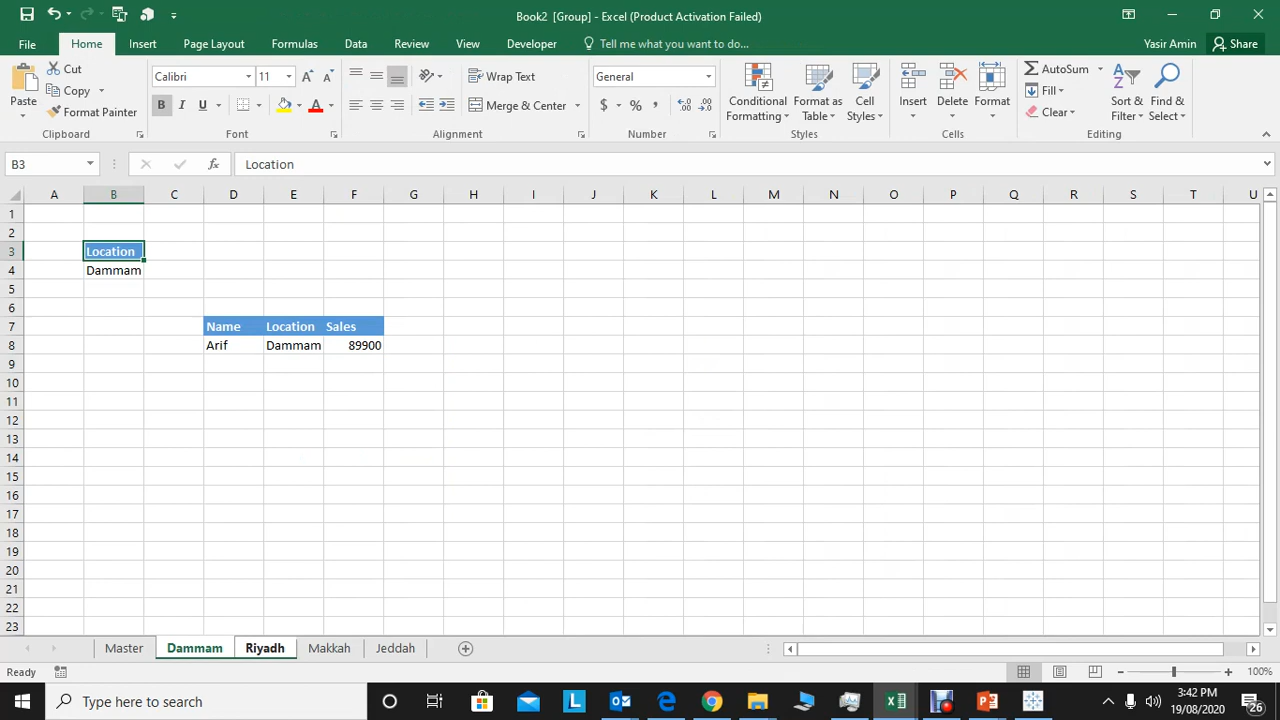 Book2 [Group] - Excel (Product Activation Failed)
File Home Insert Page Layout Formulas Data Review View Developer Tell me what you want to do... Yasir Amin Share
Paste Cut Copy Format Painter Clipboard
Calibri 11 B I U A A A Font
Wrap Text Merge & Center Alignment
General $ % , Number
Conditional Formatting Format as Table Cell Styles Styles
Insert Delete Format Cells
AutoSum Fill Clear Sort & Filter Find & Select Editing
B3 fx Location
A B C D E F G H I J K L M N O P Q R S T U
1
2
3 Location
4 Dammam
5
6
7 Name Location Sales
8 Arif Dammam 89900
9
10
11
12
13
14
15
16
17
18
19
20
21
22
23
Master Dammam Riyadh Makkah Jeddah
Ready 100%
Type here to search 3:42 PM
19/08/2020 26